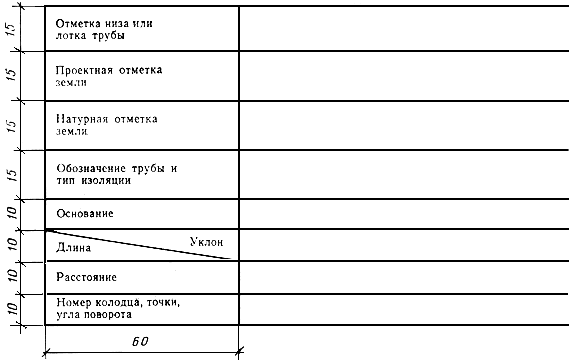 15
Отметка низа или
лотка трубы
15
Проектная отметка
земли
15
Натурная отметка
земли
15
Обозначение трубы и
тип изоляции
10
Основание
10
Длина
Уклон
10
Расстояние
10
Номер колодца, точки,
угла поворота
60